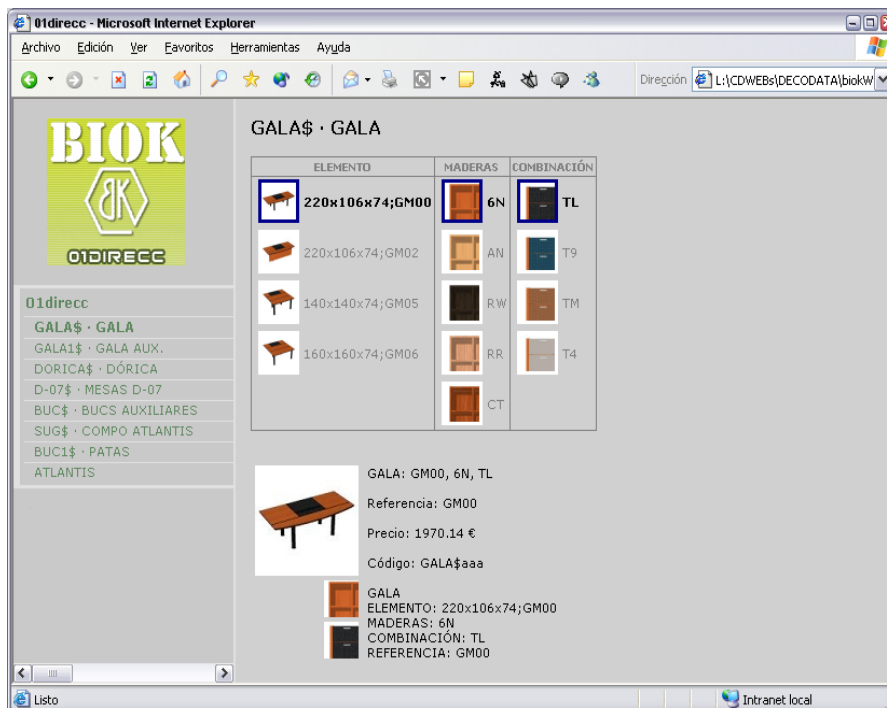 01direcc - Microsoft Internet Explorer
Archivo Edición Ver Favoritos Herramientas Ayuda
Dirección L:\CDWEBs\DECODATA\biokW
BIOK
BK
01DIRECC
01direcc
GALA$ · GALA
GALA1$ · GALA AUX.
DORICA$ · DÓRICA
D-07$ · MESAS D-07
BUC$ · BUCS AUXILIARES
SUG$ · COMPO ATLANTIS
BUC1$ · PATAS
ATLANTIS
GALA$ · GALA
ELEMENTO MADERAS COMBINACIÓN
220x106x74;GM00 6N TL
220x106x74;GM02 AN T9
140x140x74;GM05 RW TM
160x160x74;GM06 RR T4
CT
GALA: GM00, 6N, TL
Referencia: GM00
Precio: 1970.14 €
Código: GALA$aaa
GALA
ELEMENTO: 220x106x74;GM00
MADERAS: 6N
COMBINACIÓN: TL
REFERENCIA: GM00
Listo
Intranet local